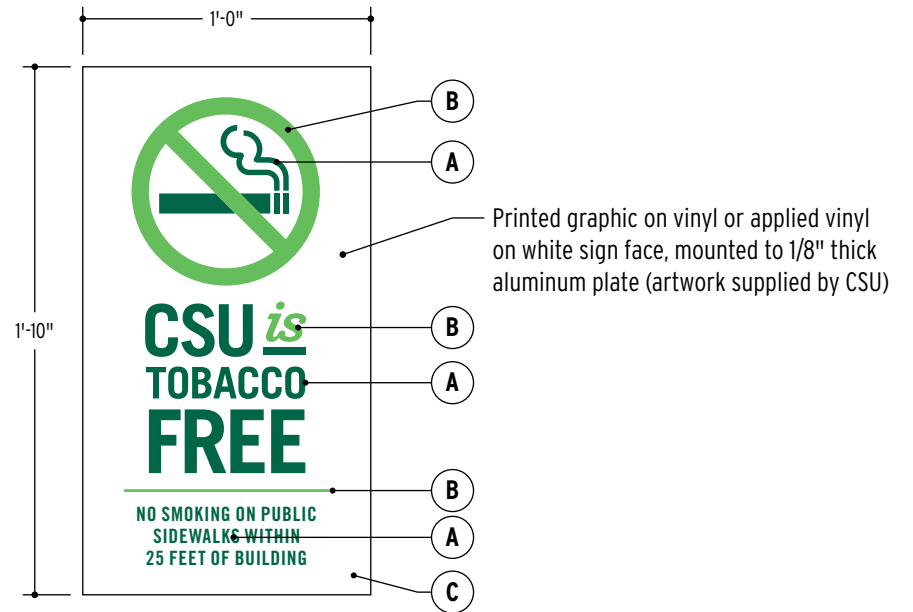 1'-0"
B
A
Printed graphic on vinyl or applied vinyl
on white sign face, mounted to 1/8" thick
aluminum plate (artwork supplied by CSU)
1'-10"
CSU is
B
TOBACCO
A
FREE
B
NO SMOKING ON PUBLIC
SIDEWALKS WITHIN
A
25 FEET OF BUILDING
C